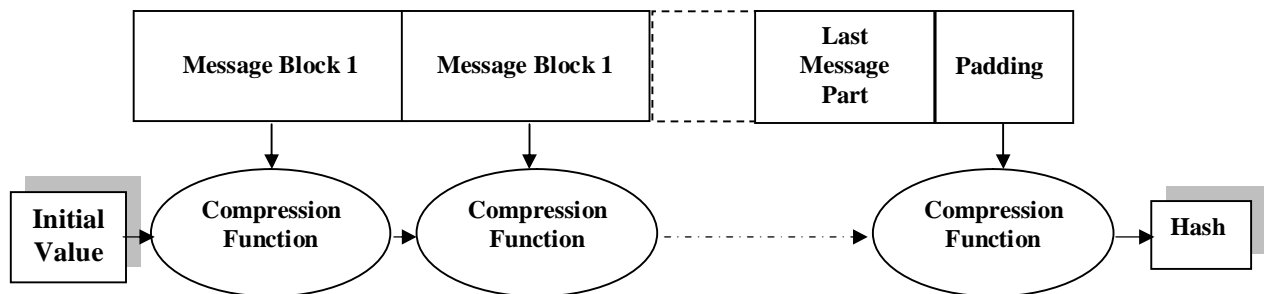 Message Block 1
Message Block 1
Last
Message
Part
Padding
Initial
Value
Compression
Function
Compression
Function
Compression
Function
Hash